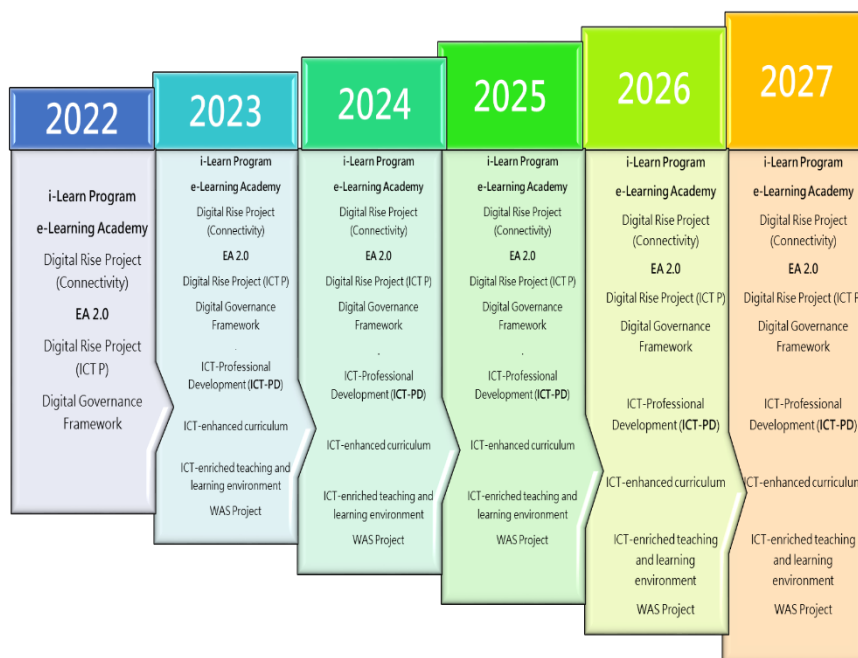 2022
i-Learn Program
e-Learning Academy
Digital Rise Project
(Connectivity)
EA 2.0
Digital Rise Project
(ICT P)
Digital Governance
Framework
2023
i-Learn Program
e-Learning Academy
Digital Rise Project
(Connectivity)
EA 2.0
Digital Rise Project (ICT P)
Digital Governance
Framework
.
ICT-Professional
Development (ICT-PD)
ICT-enhanced curriculum
ICT-enriched teaching and
learning environment
WAS Project
2024
i-Learn Program
e-Learning Academy
Digital Rise Project
(Connectivity)
EA 2.0
Digital Rise Project (ICT P)
Digital Governance
Framework
.
ICT-Professional
Development (ICT-PD)
ICT-enhanced curriculum
ICT-enriched teaching and
learning environment
WAS Project
2025
i-Learn Program
e-Learning Academy
Digital Rise Project
(Connectivity)
EA 2.0
Digital Rise Project (ICT P)
Digital Governance
Framework
.
ICT-Professional
Development (ICT-PD)
ICT-enhanced curriculum
ICT-enriched teaching and
learning environment
WAS Project
2026
i-Learn Program
e-Learning Academy
Digital Rise Project
(Connectivity)
EA 2.0
Digital Rise Project (ICT P)
Digital Governance
Framework
ICT-Professional
Development (ICT-PD)
ICT-enhanced curriculum
ICT-enriched teaching
and learning
environment
WAS Project
2027
i-Learn Program
e-Learning Academy
Digital Rise Project
(Connectivity)
EA 2.0
Digital Rise Project (ICT P
Digital Governance
Framework
ICT-Professional
Development (ICT-PD)
ICT-enhanced curriculum
ICT-enriched teaching
and learning
environment
WAS Project